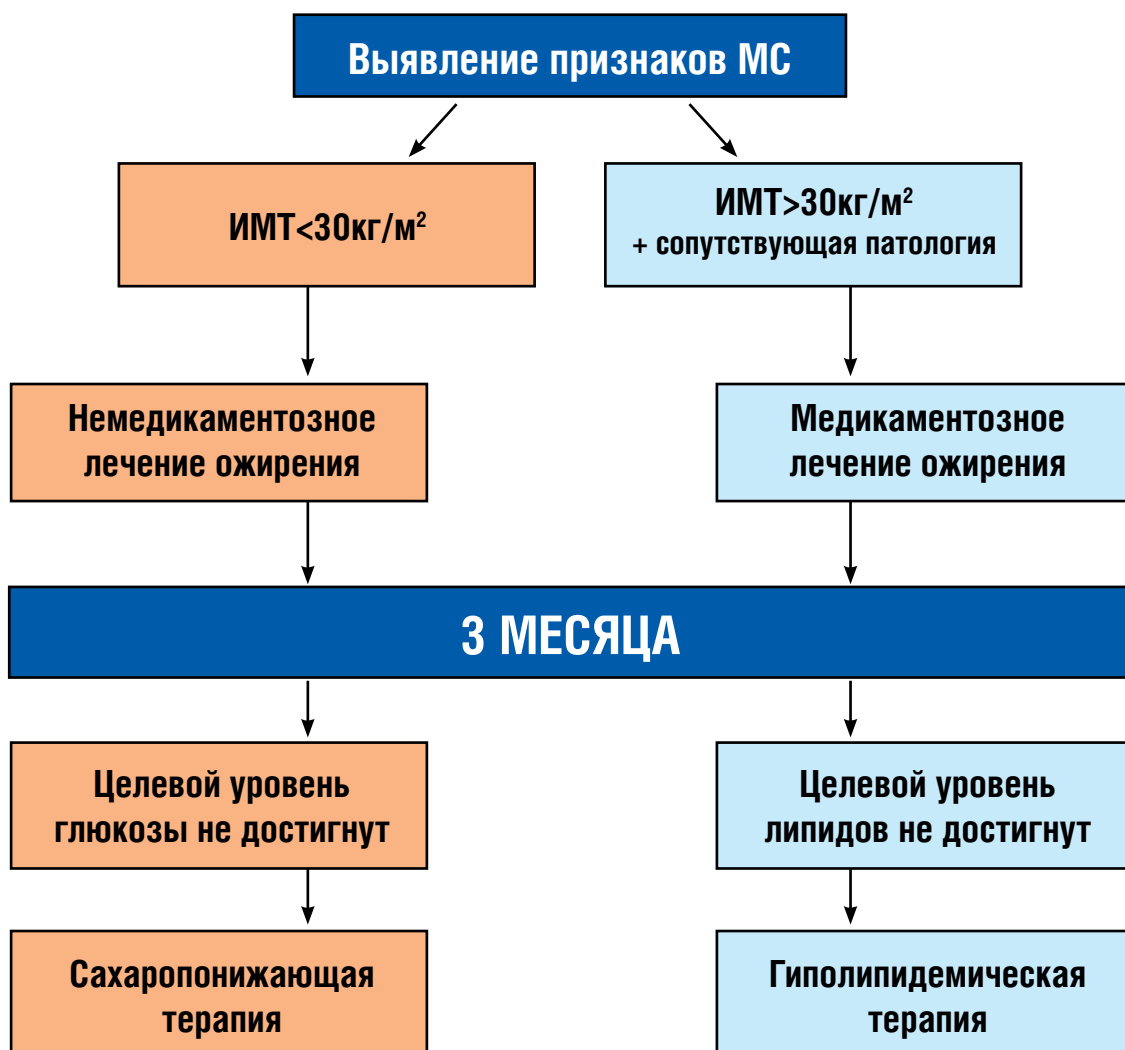 Выявление признаков МС
ИМТ<30кг/м²
ИМТ>30кг/м²
+ сопутствующая патология
Немедикаментозное
лечение ожирения
Медикаментозное
лечение ожирения
3 МЕСЯЦА
Целевой уровень
глюкозы не достигнут
Целевой уровень
липидов не достигнут
Сахаропонижающая
терапия
Гиполипидемическая
терапия